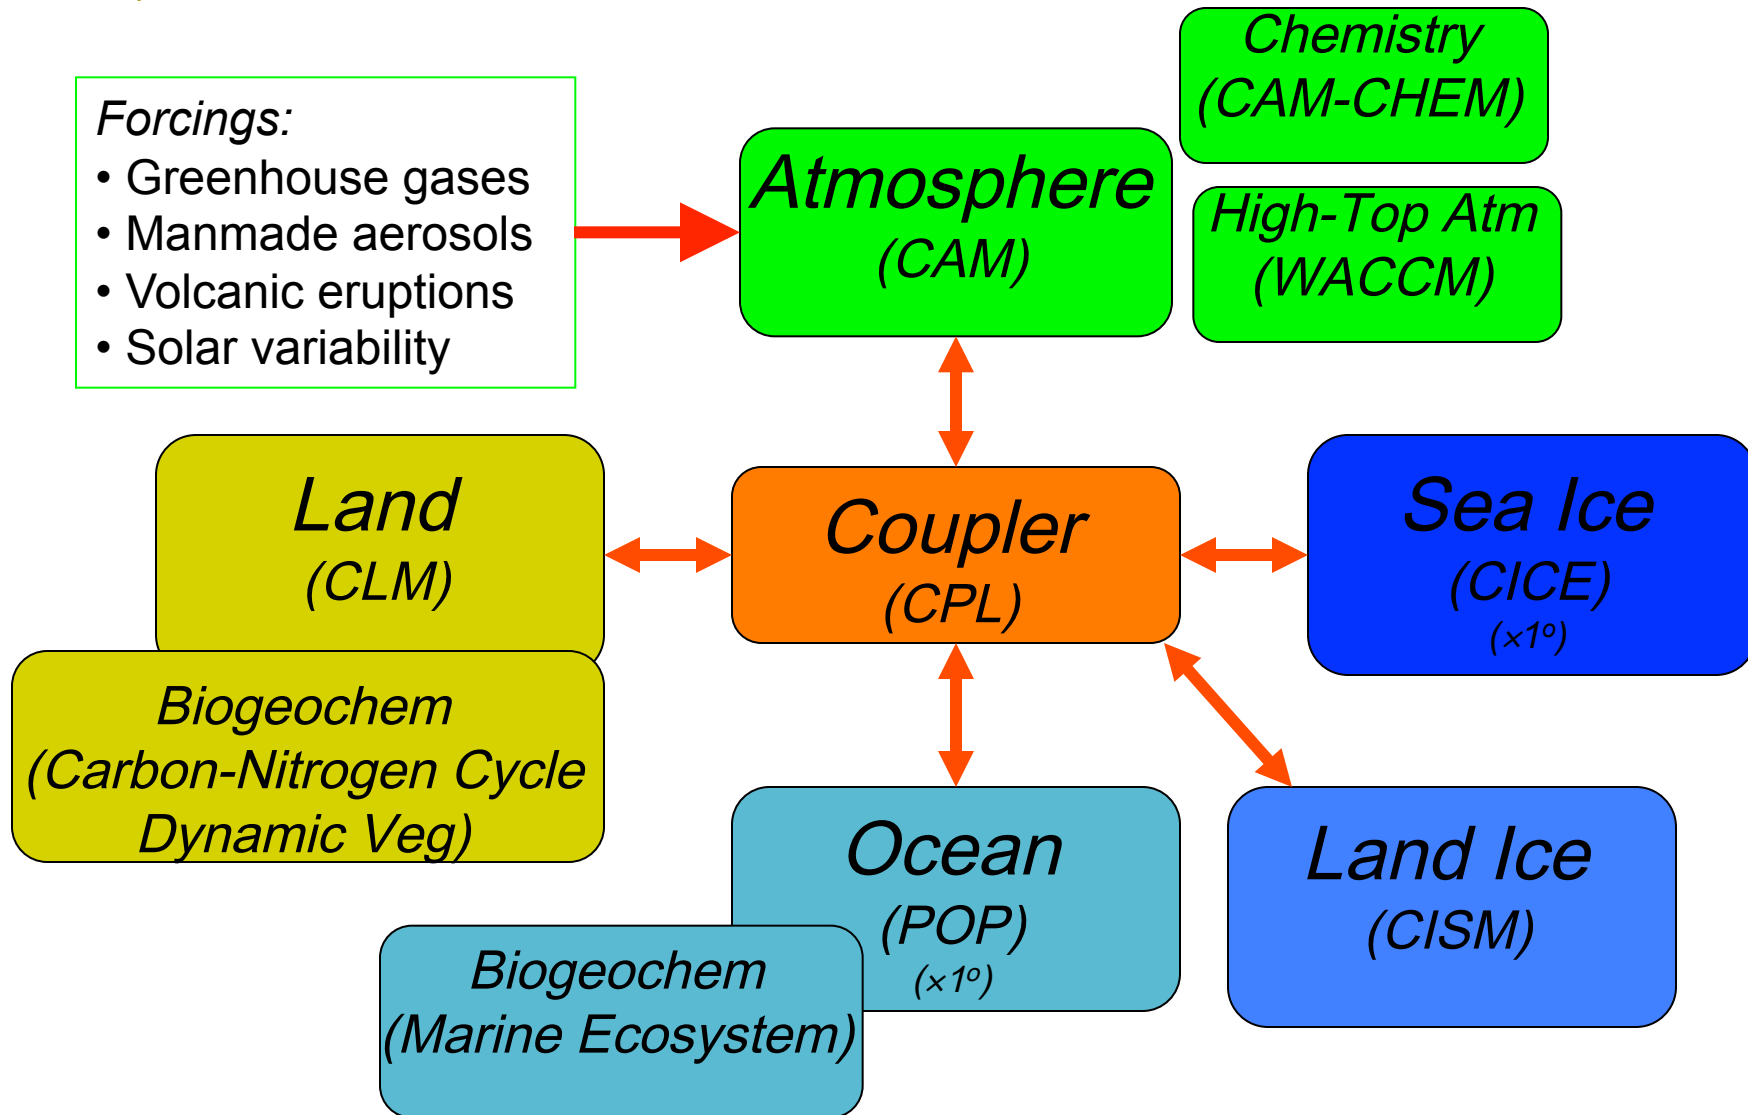 Forcings:
• Greenhouse gases
• Manmade aerosols
• Volcanic eruptions
• Solar variability
Atmosphere
(CAM)
Chemistry
(CAM-CHEM)
High-Top Atm
(WACCM)
Land
(CLM)
Biogeochem
(Carbon-Nitrogen Cycle
Dynamic Veg)
Coupler
(CPL)
Sea Ice
(CICE)
(×1º)
Ocean
(POP)
(×1º)
Biogeochem
(Marine Ecosystem)
Land Ice
(CISM)